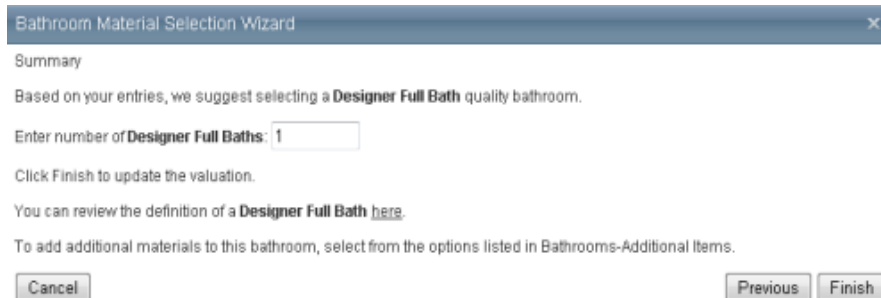 Bathroom Material Selection Wizard ×
Summary
Based on your entries, we suggest selecting a Designer Full Bath quality bathroom.
Enter number of Designer Full Baths: 1
Click Finish to update the valuation.
You can review the definition of a Designer Full Bath here.
To add additional materials to this bathroom, select from the options listed in Bathrooms-Additional Items.
Cancel Previous Finish